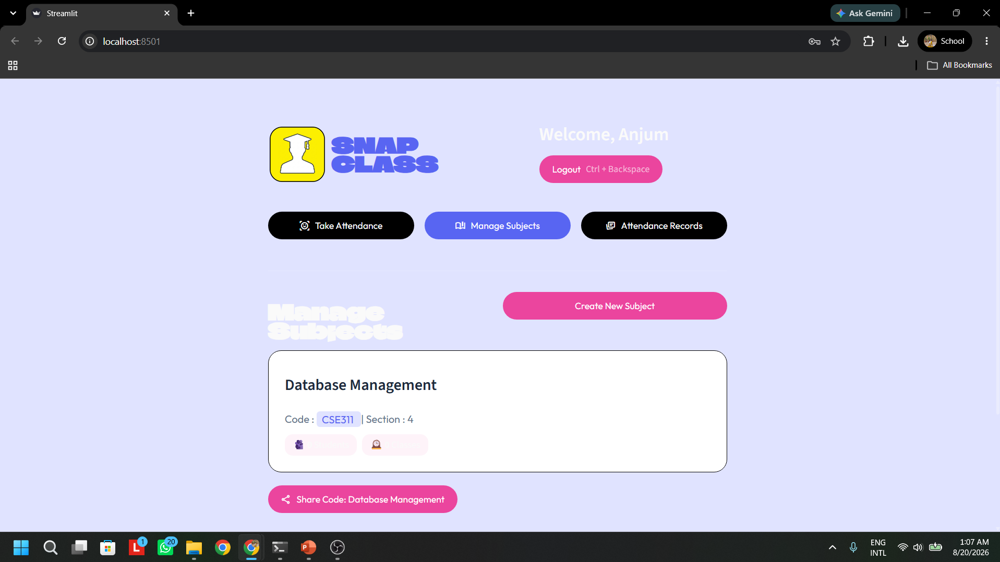 Streamlit
Ask Gemini
localhost:8501
School
All Bookmarks
SNAP
CLASS
Welcome, Anjum
Logout Ctrl + Backspace
Take Attendance
Manage Subjects
Attendance Records
Manage
Subjects
Create New Subject
Database Management
Code : CSE311 | Section : 4
Share Code: Database Management
L
1
20
P
ENG
INTL
1:07 AM
8/20/2026